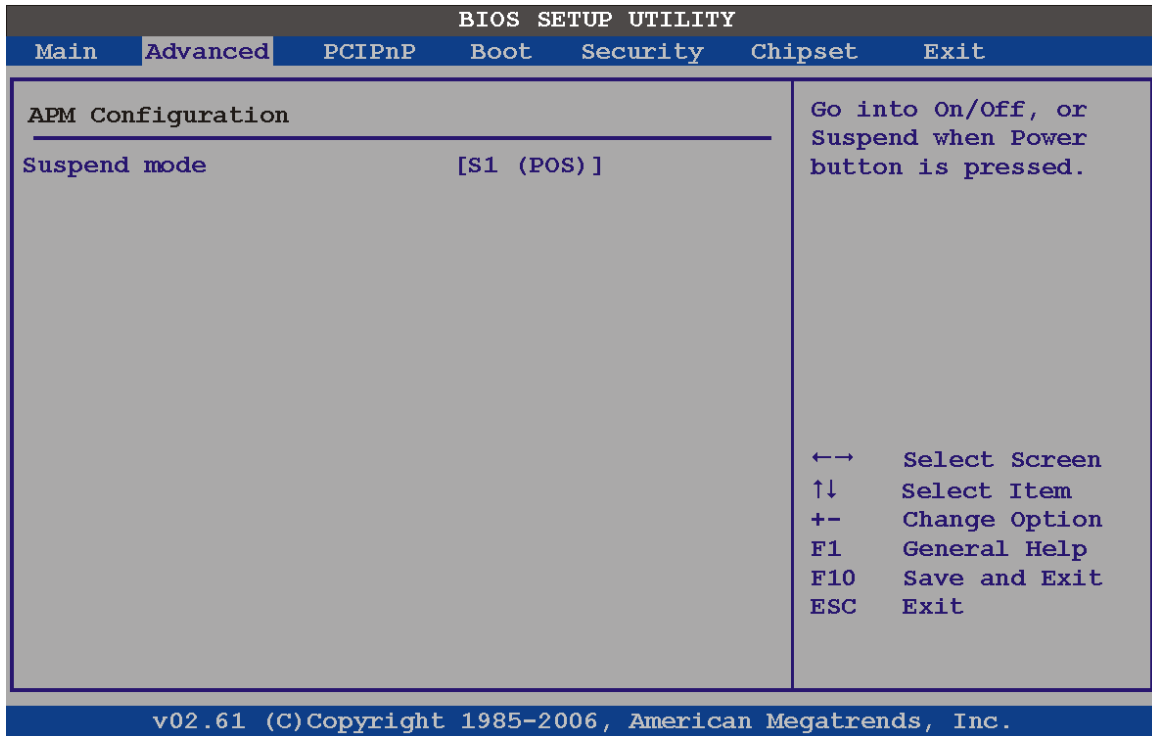 BIOS SETUP UTILITY
Main Advanced PCIPnP Boot Security Chipset Exit
APM Configuration
Suspend mode [S1 (POS)]
Go into On/Off, or
Suspend when Power
button is pressed.
←→ Select Screen
↑↓ Select Item
+- Change Option
F1 General Help
F10 Save and Exit
ESC Exit
v02.61 (C)Copyright 1985-2006, American Megatrends, Inc.